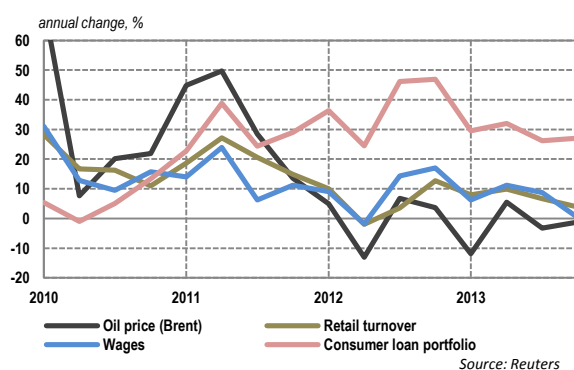 annual change, %
60
50
40
30
20
10
0
-10
-20
2010 2011 2012 2013
Oil price (Brent) Retail turnover
Wages Consumer loan portfolio
Source: Reuters